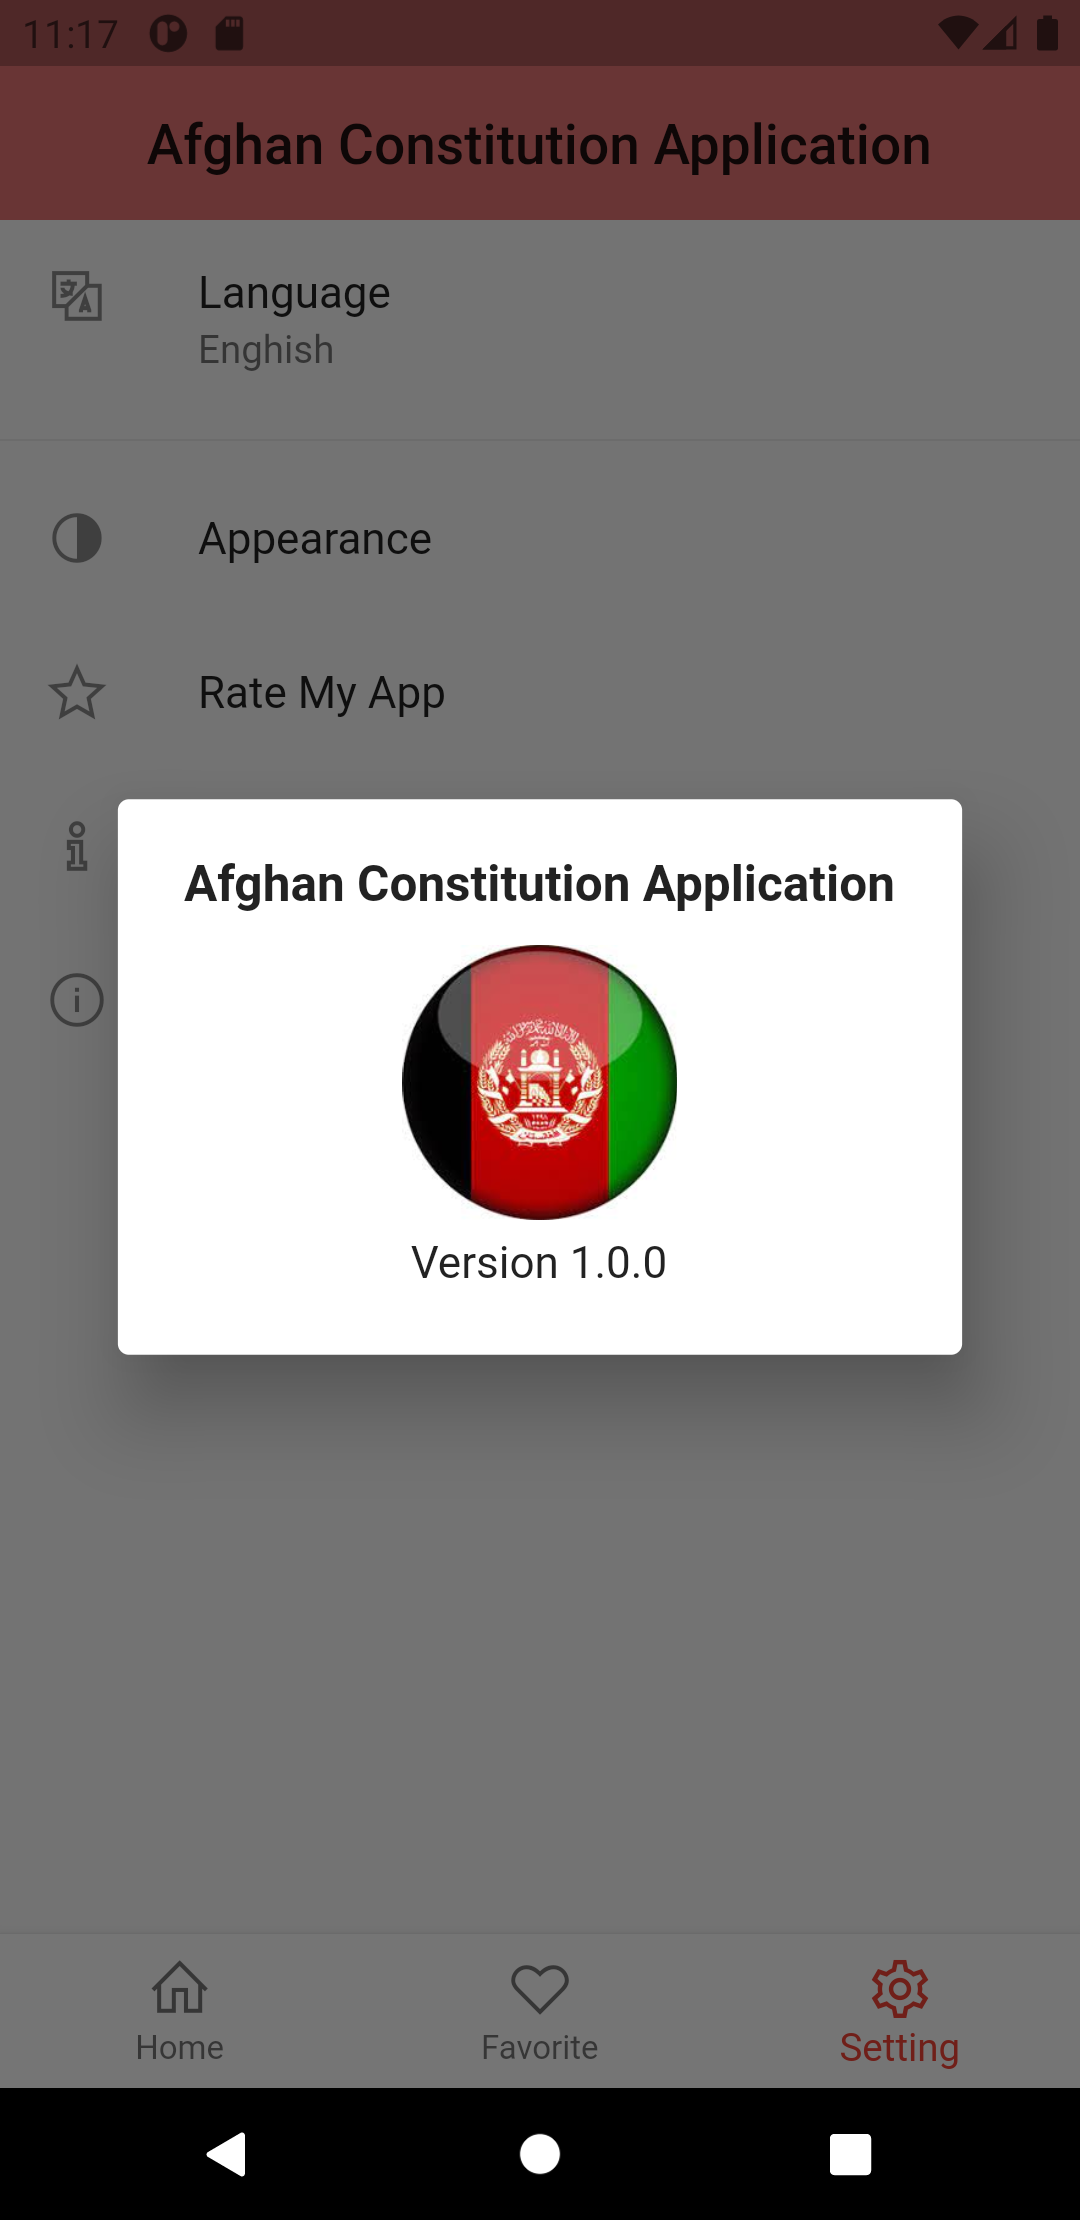 11:17
Afghan Constitution Application
Language
Enghish
Appearance
Rate My App
Afghan Constitution Application
Version 1.0.0
Home
Favorite
Setting